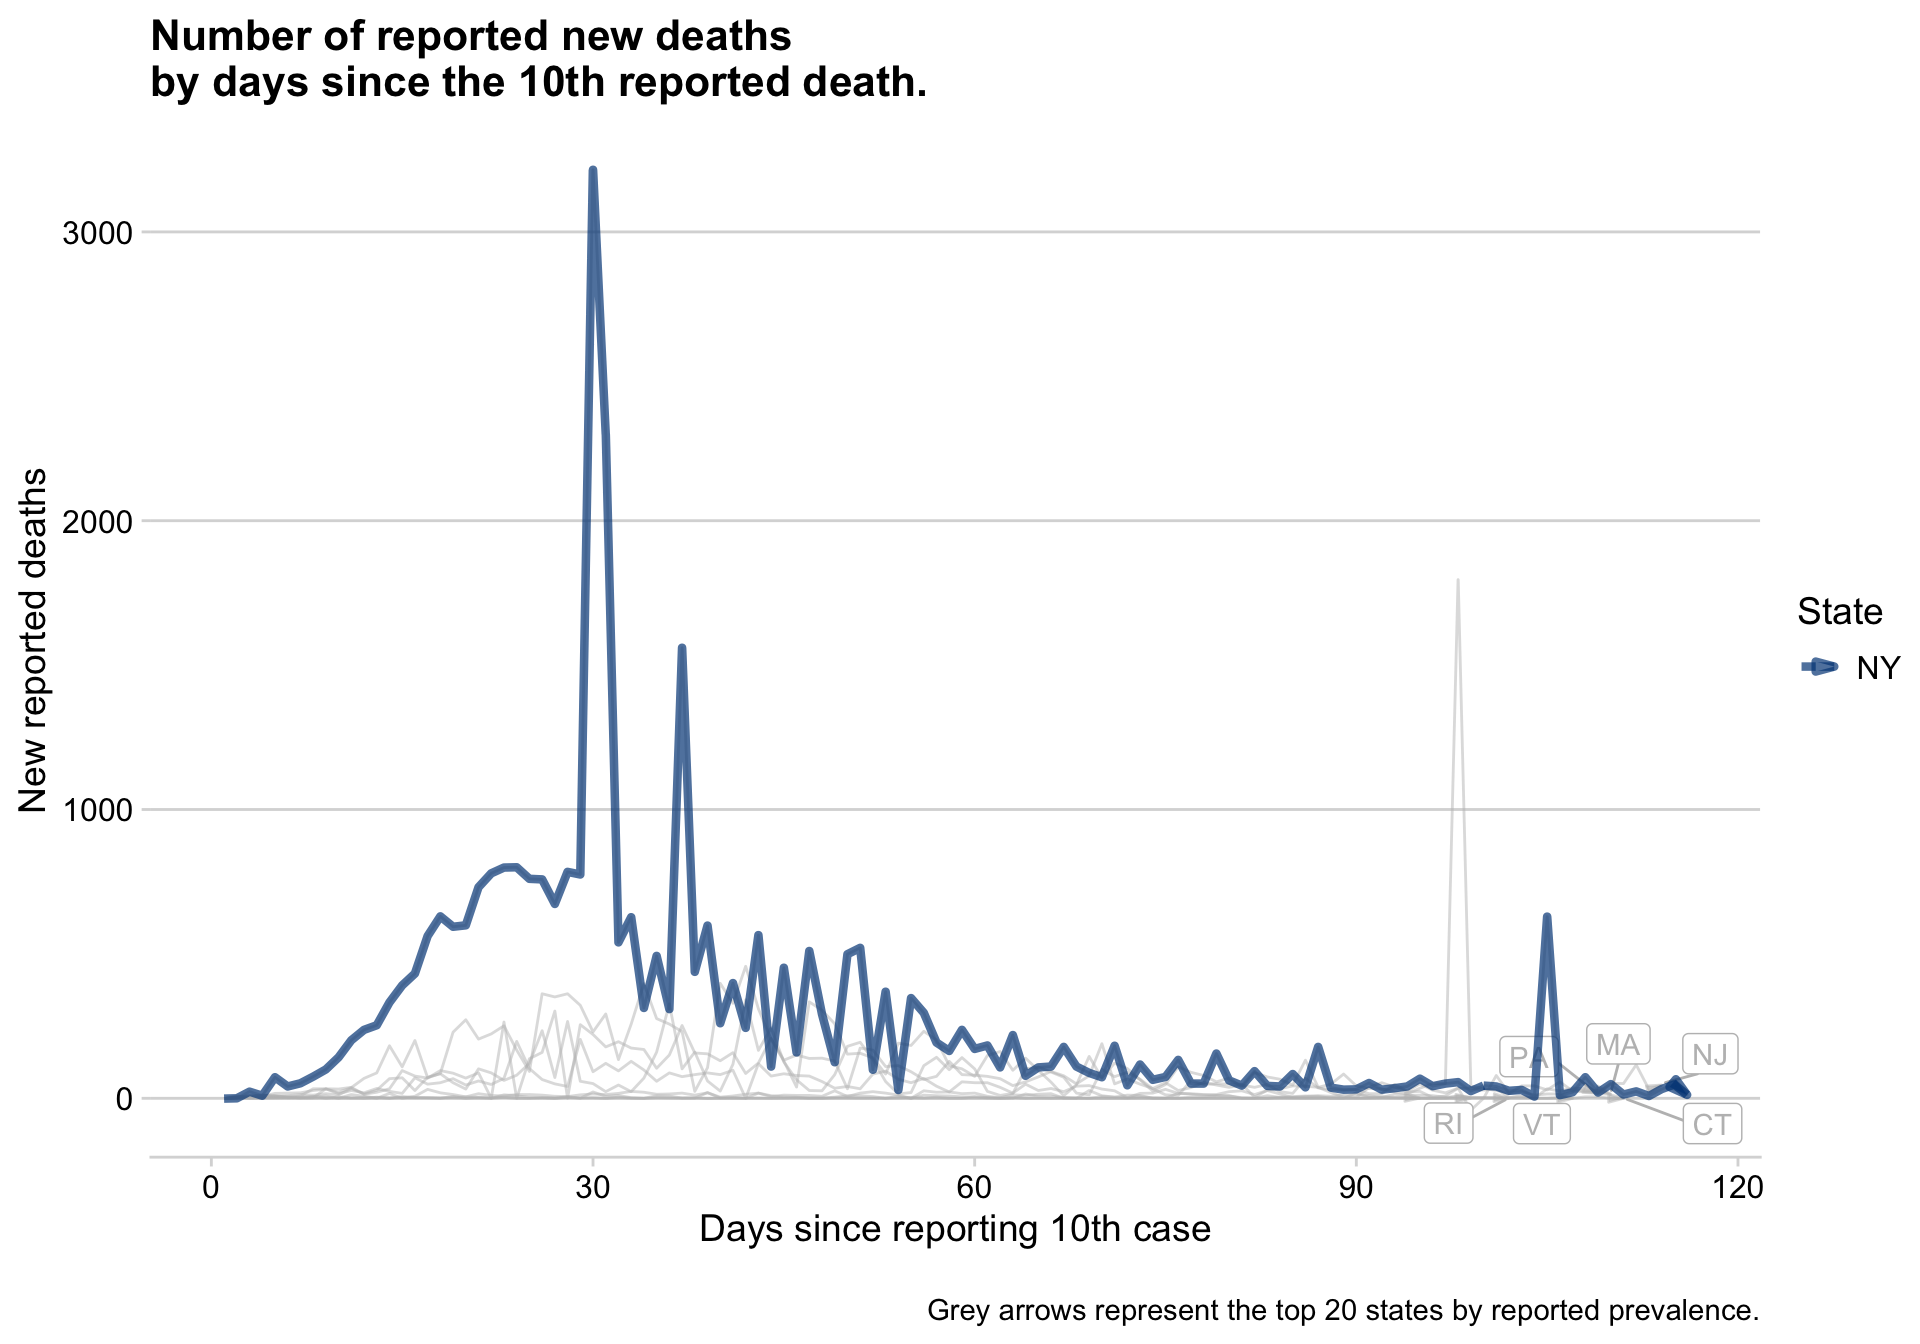 Number of reported new deaths
by days since the 10th reported death.
New reported deaths
3000
2000
1000
0
PA
MA
NJ
RI
VT
CT
0 30 60 90 120
Days since reporting 10th case
State
NY
Grey arrows represent the top 20 states by reported prevalence.